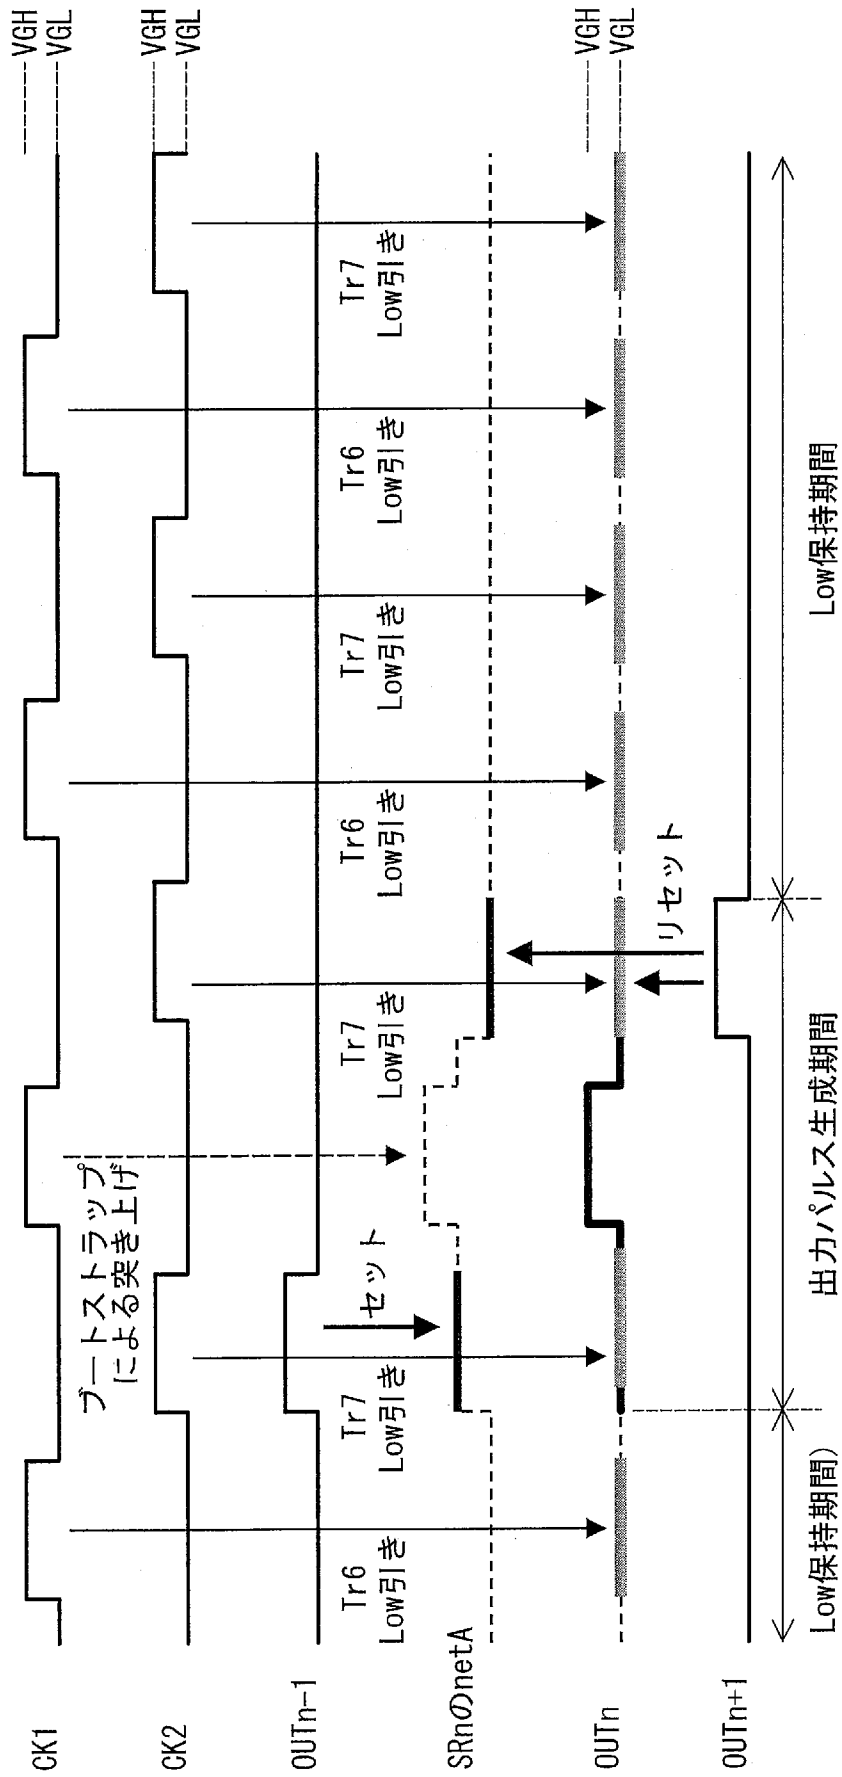 CK1
VGH
VGL
CK2
VGH
VGL
ブートストラップ
による突き上げ
OUTn-1
セット
Tr6
Low引き
Tr7
Low引き
Tr7
Low引き
Tr6
Low引き
Tr7
Low引き
Tr6
Low引き
Tr7
Low引き
SRnのnetA
OUTn
VGH
VGL
リセット
OUTn+1
Low保持期間)
出力パルス生成期間
Low保持期間